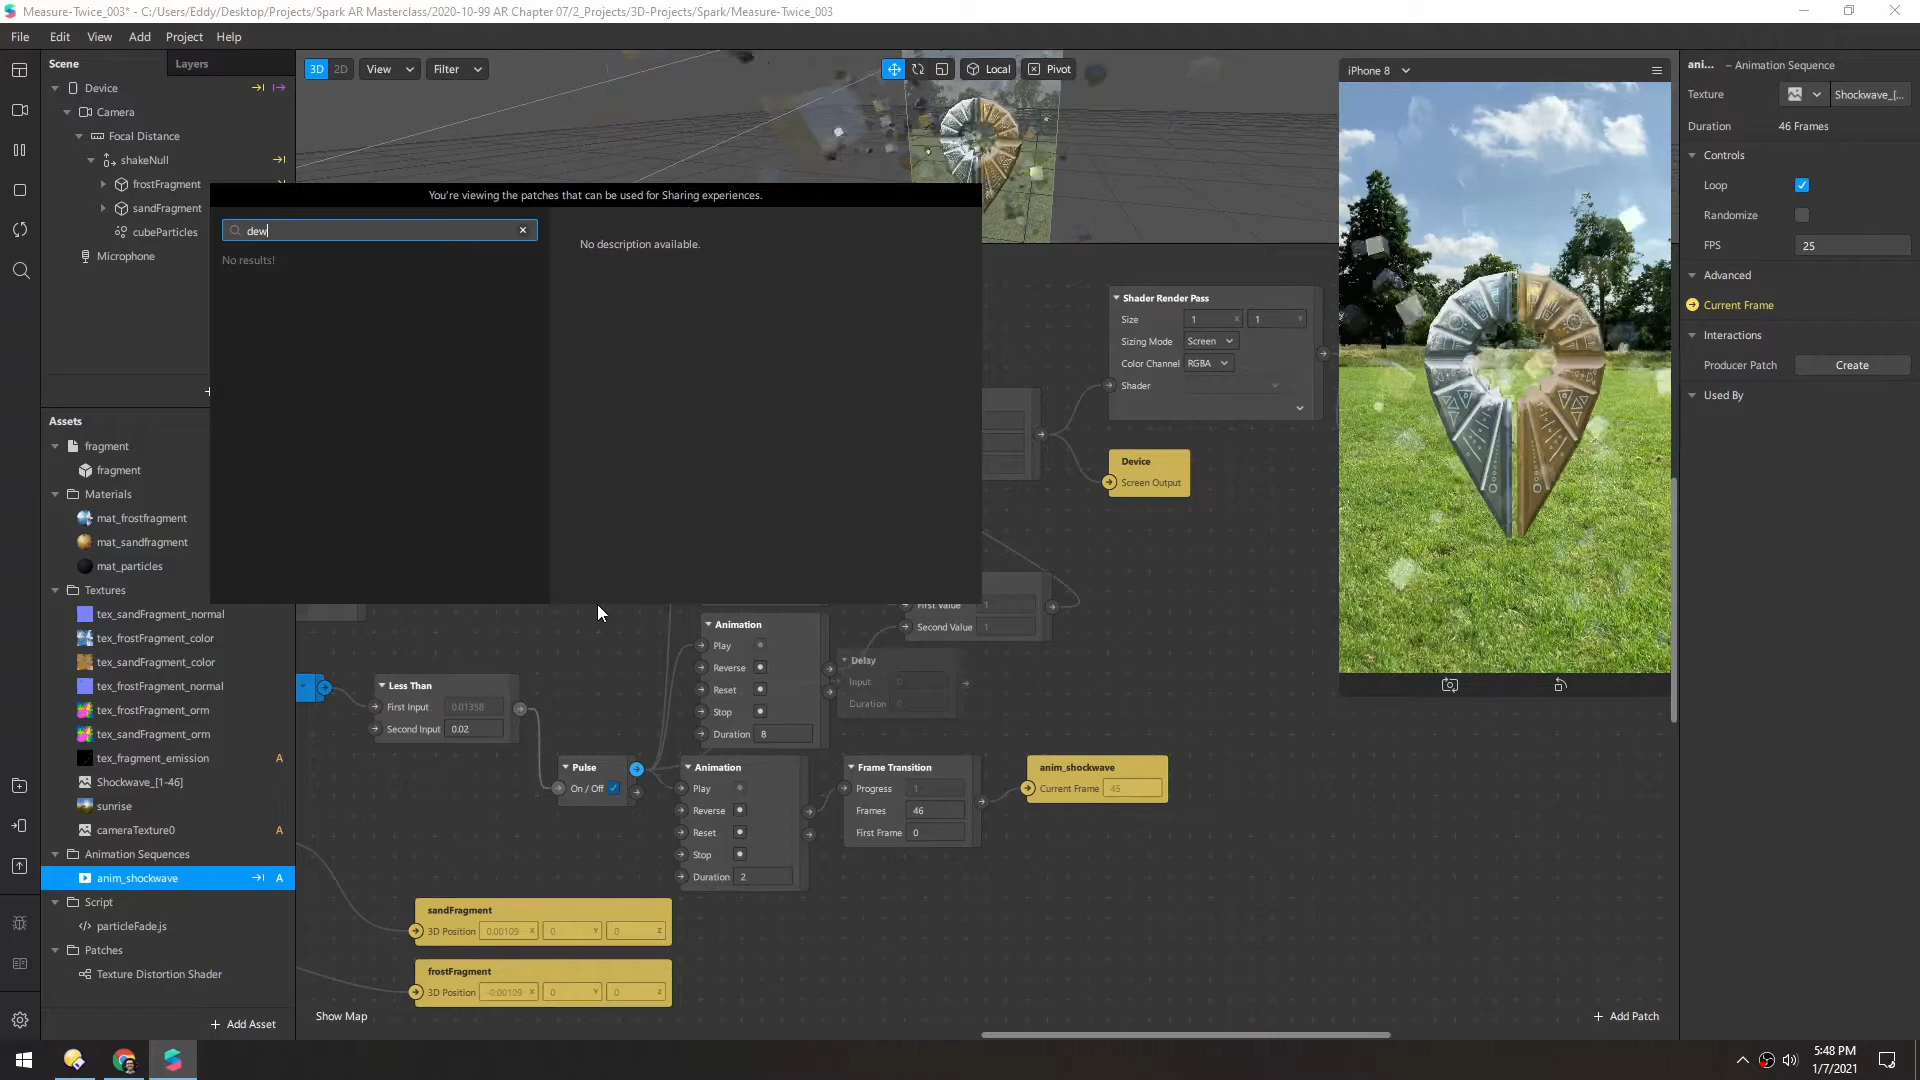 Measure-Twice_003* - C:/Users/Eddy/Desktop/Projects/Spark AR Masterclass/2020-10-99 AR Chapter 07/2_Projects/3D-Projects/Spark/Measure-Twice_003
File Edit View Add Project Help
Scene Layers
Device
Camera
Focal Distance
shakeNull
frostFragment
sandFragment
cubeParticles
Microphone
Assets
fragment
fragment
Materials
mat_frostfragment
mat_sandfragment
mat_particles
Textures
tex_sandFragment_normal
tex_frostFragment_color
tex_sandFragment_color
tex_frostFragment_normal
tex_frostFragment_orm
tex_sandFragment_orm
tex_fragment_emission A
Shockwave_[1-46]
sunrise
cameraTexture0 A
Animation Sequences
anim_shockwave A
Script
particleFade.js
Patches
Texture Distortion Shader
+ Add Asset
3D 2D View Filter
Local Pivot
You're viewing the patches that can be used for Sharing experiences.
dew
No results!
No description available.
Shader Render Pass
Size 1 X 1 Y
Sizing Mode Screen
Color Channel RGBA
Shader
Device
Screen Output
First Value 1
Second Value 1
Animation
Play
Reverse
Reset
Stop
Duration 8
Delay
Input 0
Duration 0
Less Than
First Input 0.01358
Second Input 0.02
Pulse
On / Off
Animation
Play
Reverse
Reset
Stop
Duration 2
Frame Transition
Progress 1
Frames 46
First Frame 0
anim_shockwave
Current Frame 45
sandFragment
3D Position 0.00109 X 0 Y 0 Z
frostFragment
3D Position -0.00109 X 0 Y 0 Z
Show Map
+ Add Patch
iPhone 8
ani... – Animation Sequence
Texture Shockwave_[...
Duration 46 Frames
Controls
Loop
Randomize
FPS 25
Advanced
Current Frame
Interactions
Producer Patch Create
Used By
5:48 PM
1/7/2021